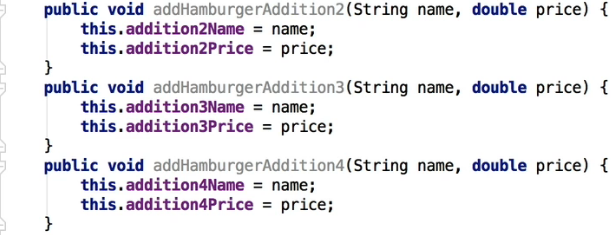 public void addHamburgerAddition2(String name, double price) {
    this.addition2Name = name;
    this.addition2Price = price;
}
public void addHamburgerAddition3(String name, double price) {
    this.addition3Name = name;
    this.addition3Price = price;
}
public void addHamburgerAddition4(String name, double price) {
    this.addition4Name = name;
    this.addition4Price = price;
}